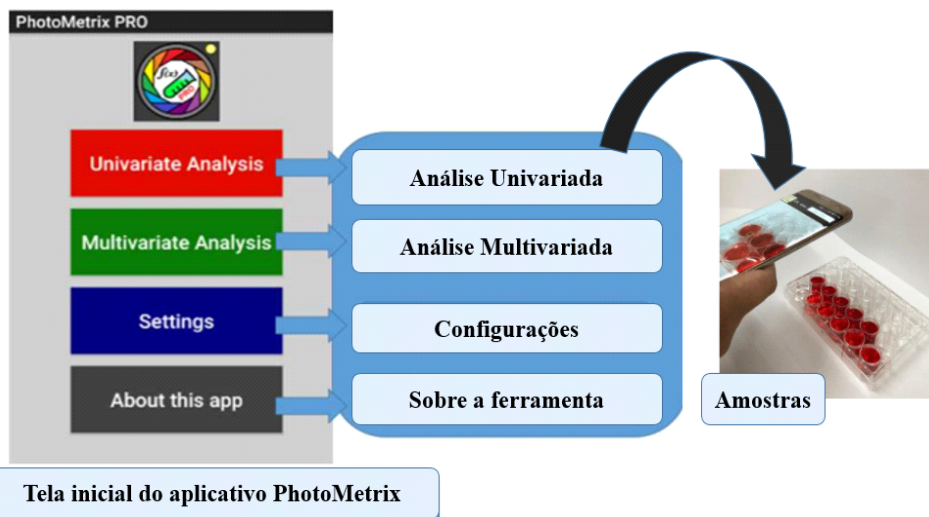 PhotoMetrix PRO
f(x)
PRO
Univariate Analysis
Multivariate Analysis
Settings
About this app
Análise Univariada
Análise Multivariada
Configurações
Sobre a ferramenta
Amostras
Tela inicial do aplicativo PhotoMetrix